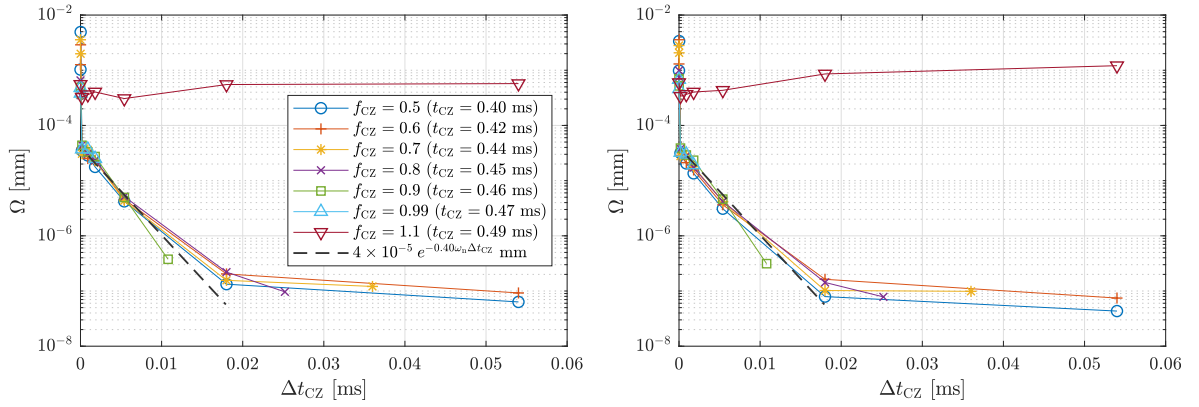 10⁻²
10⁻⁴
10⁻⁶
10⁻⁸
Ω [mm]
0
0.01
0.02
0.03
0.04
0.05
0.06
Δt_CZ [ms]
f_CZ = 0.5 (t_CZ = 0.40 ms)
f_CZ = 0.6 (t_CZ = 0.42 ms)
f_CZ = 0.7 (t_CZ = 0.44 ms)
f_CZ = 0.8 (t_CZ = 0.45 ms)
f_CZ = 0.9 (t_CZ = 0.46 ms)
f_CZ = 0.99 (t_CZ = 0.47 ms)
f_CZ = 1.1 (t_CZ = 0.49 ms)
4 × 10⁻⁵ e^{−0.40ω_nΔt_CZ} mm
10⁻²
10⁻⁴
10⁻⁶
10⁻⁸
Ω [mm]
0
0.01
0.02
0.03
0.04
0.05
0.06
Δt_CZ [ms]